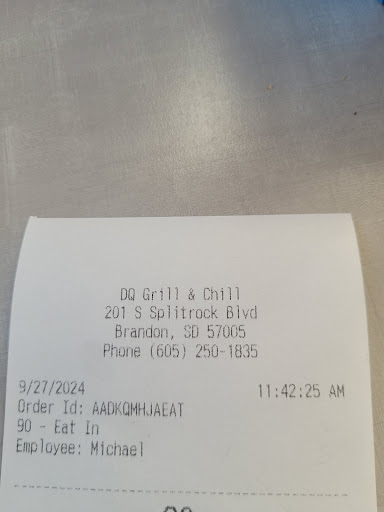 DQ Grill & Chill
201 S Splitrock Blvd
Brandon, SD 57005
Phone (605) 250-1835
9/27/2024 11:42:25 AM
Order Id: AADKQMHJAEAT
90 - Eat In
Employee: Michael